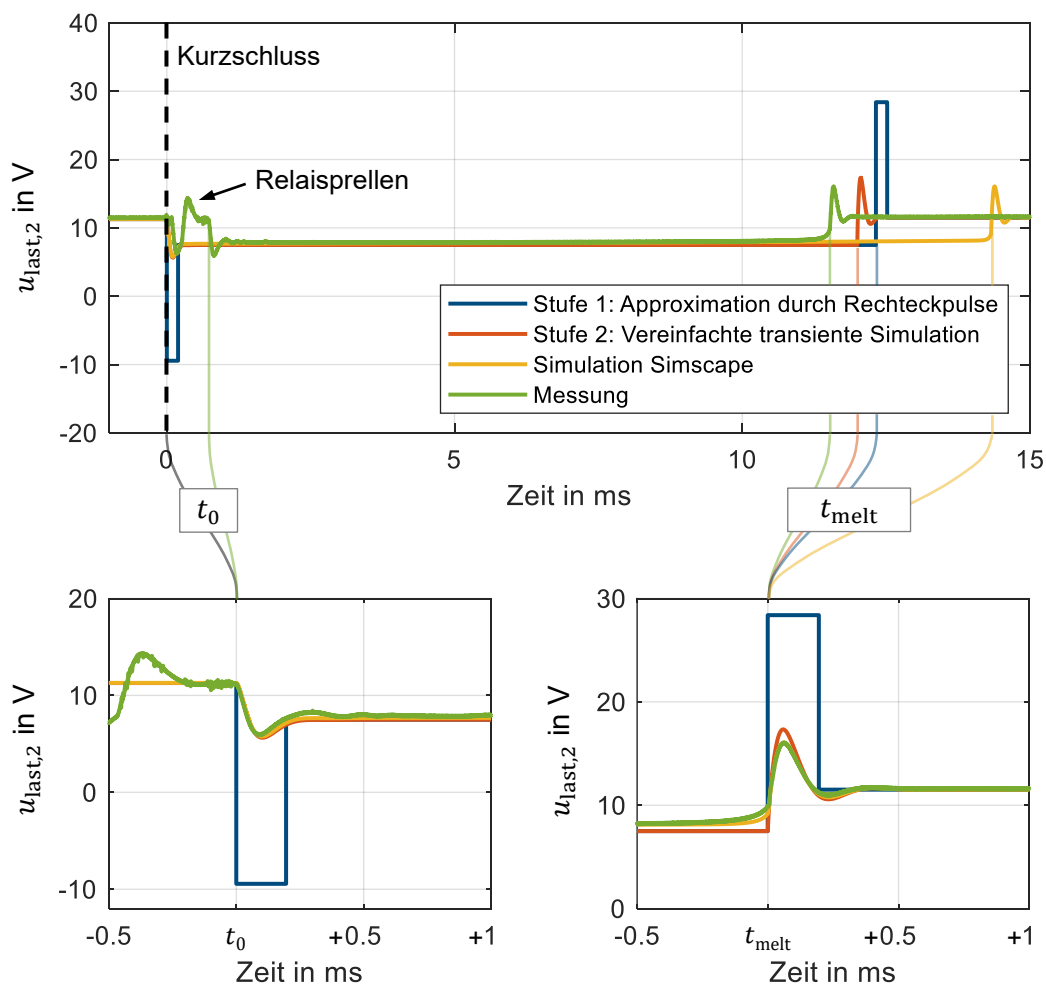 40
30
20
10
0
-10
-20
u_last,2 in V
Kurzschluss
Relaisprellen
Stufe 1: Approximation durch Rechteckpulse
Stufe 2: Vereinfachte transiente Simulation
Simulation Simscape
Messung
0 5 10 15
Zeit in ms
t_0
t_melt
20
10
0
-10
u_last,2 in V
-0.5 t_0 +0.5 +1
Zeit in ms
30
20
10
0
u_last,2 in V
-0.5 t_melt +0.5 +1
Zeit in ms